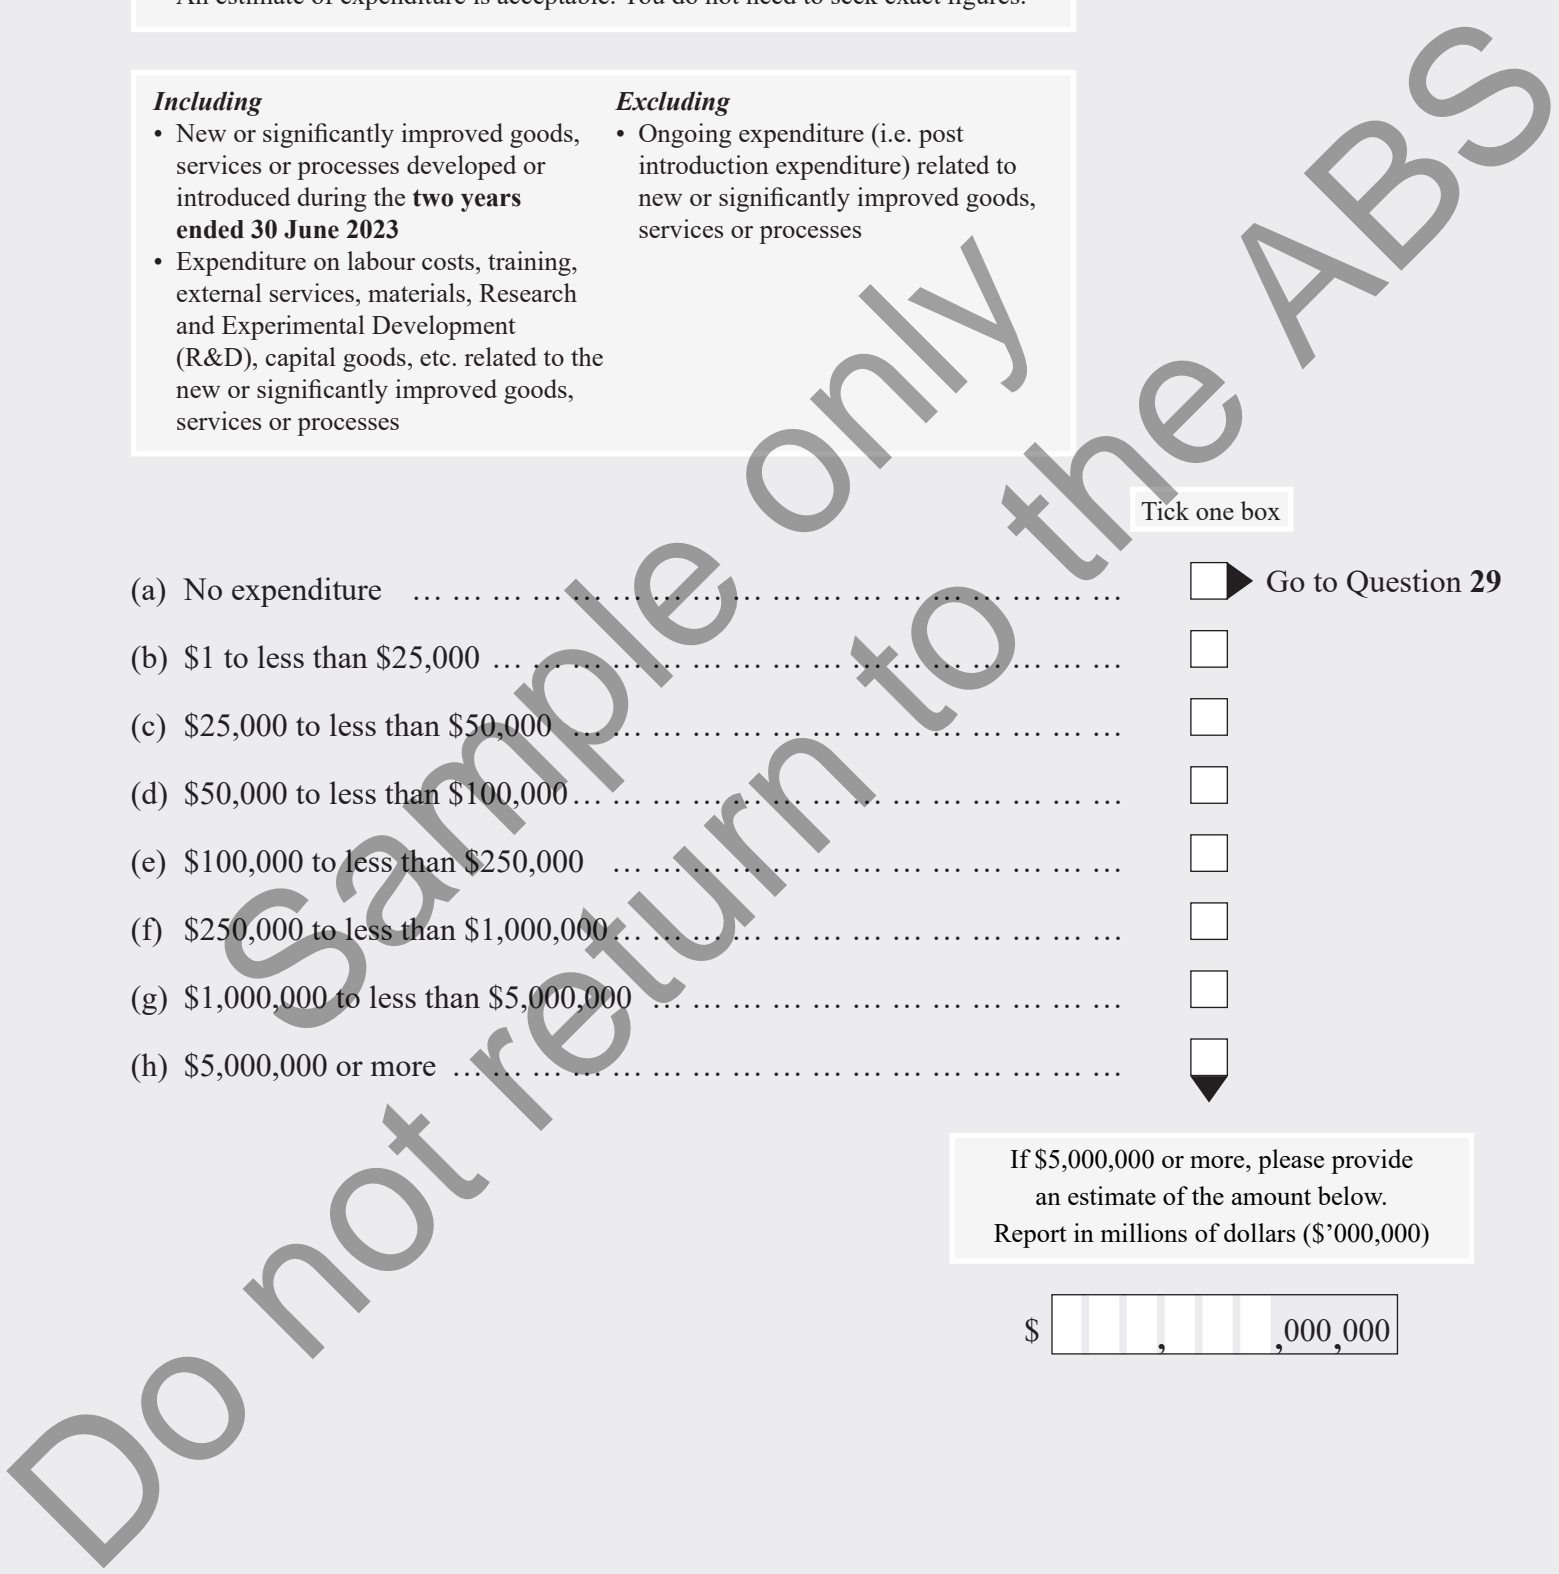 An estimate of expenditure is acceptable. You do not need to seek exact figures.
Including
• New or significantly improved goods,
services or processes developed or
introduced during the two years
ended 30 June 2023
• Expenditure on labour costs, training,
external services, materials, Research
and Experimental Development
(R&D), capital goods, etc. related to the
new or significantly improved goods,
services or processes
Excluding
• Ongoing expenditure (i.e. post
introduction expenditure) related to
new or significantly improved goods,
services or processes
Tick one box
(a) No expenditure ... ... ... ... ... ... ... ... ... ... ... ... ... ... ... ... ... ... Go to Question 29
(b) $1 to less than $25,000 ... ... ... ... ... ... ... ... ... ... ... ... ... ... ... ...
(c) $25,000 to less than $50,000 ... ... ... ... ... ... ... ... ... ... ... ... ... ...
(d) $50,000 to less than $100,000 ... ... ... ... ... ... ... ... ... ... ... ... ... ...
(e) $100,000 to less than $250,000 ... ... ... ... ... ... ... ... ... ... ... ... ...
(f) $250,000 to less than $1,000,000 ... ... ... ... ... ... ... ... ... ... ... ... ...
(g) $1,000,000 to less than $5,000,000 ... ... ... ... ... ... ... ... ... ... ... ...
(h) $5,000,000 or more ... ... ... ... ... ... ... ... ... ... ... ... ... ... ... ... ...
If $5,000,000 or more, please provide
an estimate of the amount below.
Report in millions of dollars ($’000,000)
$ , ,000,000
Sample only
Do not return to the ABS